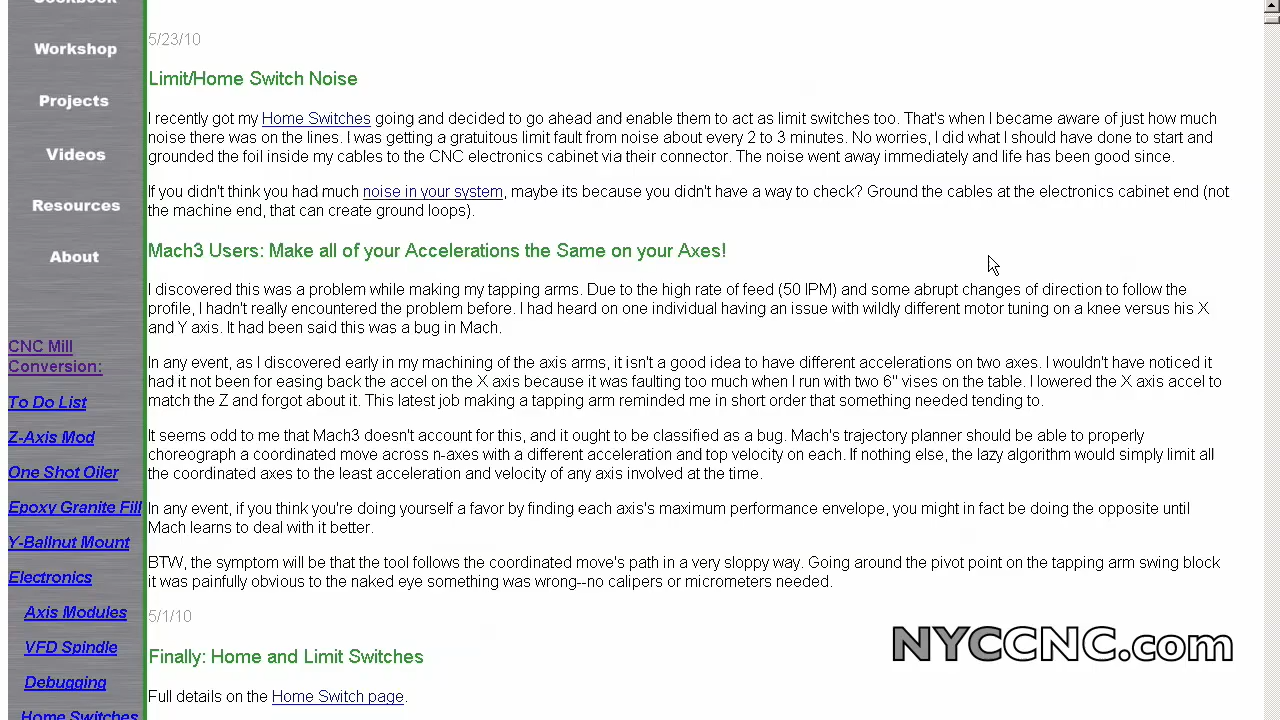 Cookbook
Workshop
Projects
Videos
Resources
About
CNC Mill
Conversion:
To Do List
Z-Axis Mod
One Shot Oiler
Epoxy Granite Fill
Y-Ballnut Mount
Electronics
Axis Modules
VFD Spindle
Debugging
Home Switches
5/23/10
Limit/Home Switch Noise
I recently got my Home Switches going and decided to go ahead and enable them to act as limit switches too. That's when I became aware of just how much
noise there was on the lines. I was getting a gratuitous limit fault from noise about every 2 to 3 minutes. No worries, I did what I should have done to start and
grounded the foil inside my cables to the CNC electronics cabinet via their connector. The noise went away immediately and life has been good since.
If you didn't think you had much noise in your system, maybe its because you didn't have a way to check? Ground the cables at the electronics cabinet end (not
the machine end, that can create ground loops).
Mach3 Users: Make all of your Accelerations the Same on your Axes!
I discovered this was a problem while making my tapping arms. Due to the high rate of feed (50 IPM) and some abrupt changes of direction to follow the
profile, I hadn't really encountered the problem before. I had heard on one individual having an issue with wildly different motor tuning on a knee versus his X
and Y axis. It had been said this was a bug in Mach.
In any event, as I discovered early in my machining of the axis arms, it isn't a good idea to have different accelerations on two axes. I wouldn't have noticed it
had it not been for easing back the accel on the X axis because it was faulting too much when I run with two 6" vises on the table. I lowered the X axis accel to
match the Z and forgot about it. This latest job making a tapping arm reminded me in short order that something needed tending to.
It seems odd to me that Mach3 doesn't account for this, and it ought to be classified as a bug. Mach's trajectory planner should be able to properly
choreograph a coordinated move across n-axes with a different acceleration and top velocity on each. If nothing else, the lazy algorithm would simply limit all
the coordinated axes to the least acceleration and velocity of any axis involved at the time.
In any event, if you think you're doing yourself a favor by finding each axis's maximum performance envelope, you might in fact be doing the opposite until
Mach learns to deal with it better.
BTW, the symptom will be that the tool follows the coordinated move's path in a very sloppy way. Going around the pivot point on the tapping arm swing block
it was painfully obvious to the naked eye something was wrong--no calipers or micrometers needed.
5/1/10
Finally: Home and Limit Switches
Full details on the Home Switch page.
NYCCNC.com